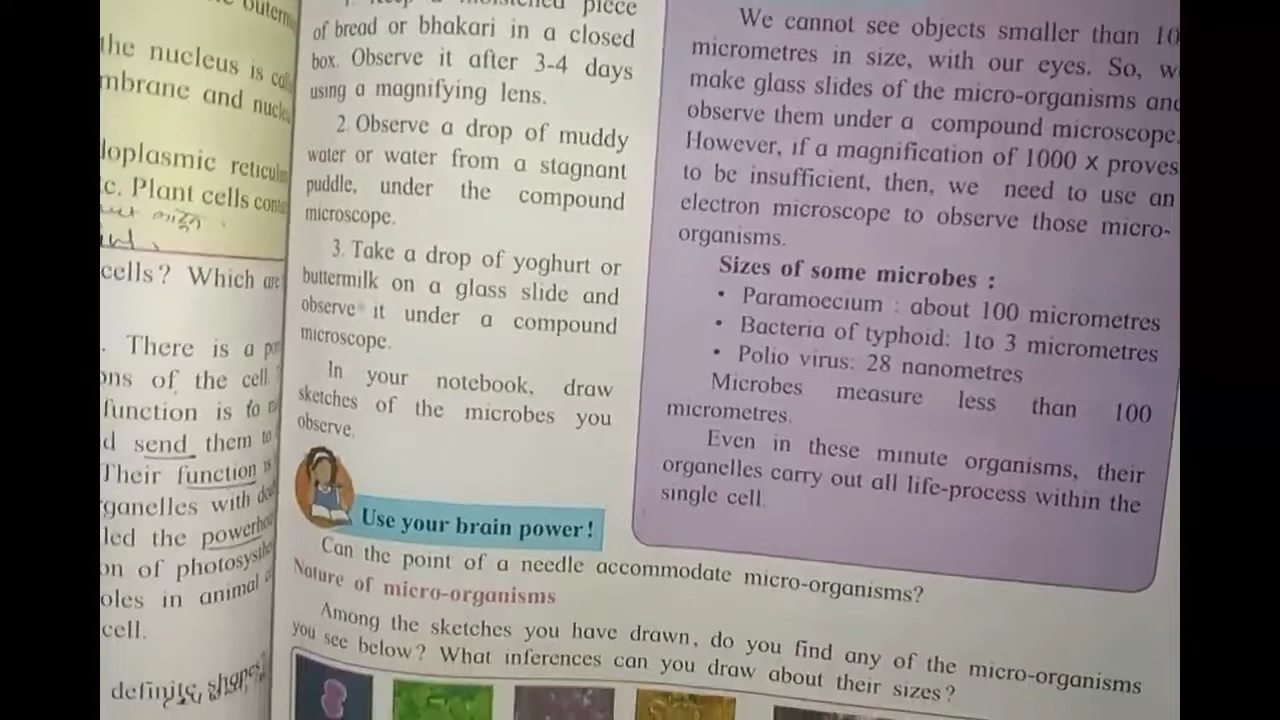 the nucleus is
mbrane and
doplasmic
c. Plant cells
cells? Which are
. There is a
ons of the cell.
function is to
d send them to
Their function is
rganelles with
led the
on of
oles in animal
cell.
definite shapes
piece
of bread or bhakari in a closed
box. Observe it after 3-4 days
using a magnifying lens.
2. Observe a drop of muddy
water or water from a stagnant
puddle, under the compound
microscope.
3. Take a drop of yoghurt or
buttermilk on a glass slide and
observe it under a compound
microscope.
In your notebook, draw
sketches of the microbes you
observe.
Use your brain power!
Can the point of a needle accommodate micro-organisms?
Nature of micro-organisms
Among the sketches you have drawn, do you find any of the micro-organisms
you see below? What inferences can you draw about their sizes?
We cannot see objects smaller than
micrometres in size, with our eyes. So,
make glass slides of the micro-organisms
observe them under a compound microscope.
However, if a magnification of 1000 x proves
to be insufficient, then, we need to use an
electron microscope to observe those micro-
organisms.
Sizes of some microbes :
• Paramoecium : about 100 micrometres
• Bacteria of typhoid: 1to 3 micrometres
• Polio virus: 28 nanometres
Microbes measure less than 100
micrometres.
Even in these minute organisms, their
organelles carry out all life-process within the
single cell.